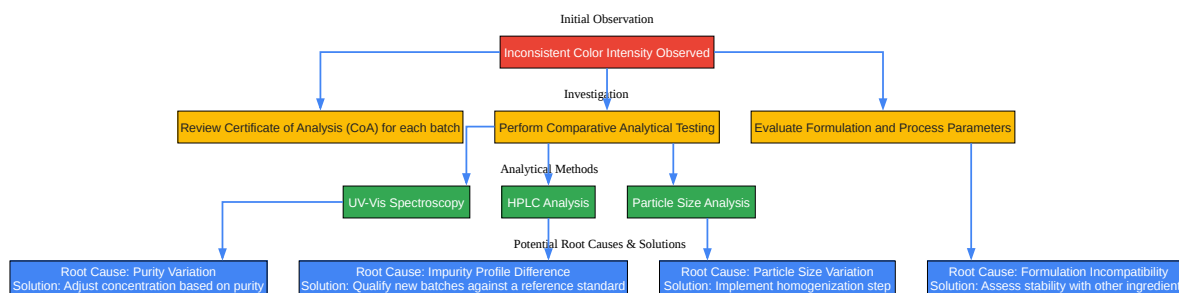 Initial Observation
Inconsistent Color Intensity Observed
Investigation
Review Certificate of Analysis (CoA) for each batch
Perform Comparative Analytical Testing
Evaluate Formulation and Process Parameters
Analytical Methods
UV-Vis Spectroscopy
HPLC Analysis
Particle Size Analysis
Potential Root Causes & Solutions
Root Cause: Purity Variation
Solution: Adjust concentration based on purity
Root Cause: Impurity Profile Difference
Solution: Qualify new batches against a reference standard
Root Cause: Particle Size Variation
Solution: Implement homogenization step
Root Cause: Formulation Incompatibility
Solution: Assess stability with other ingredient